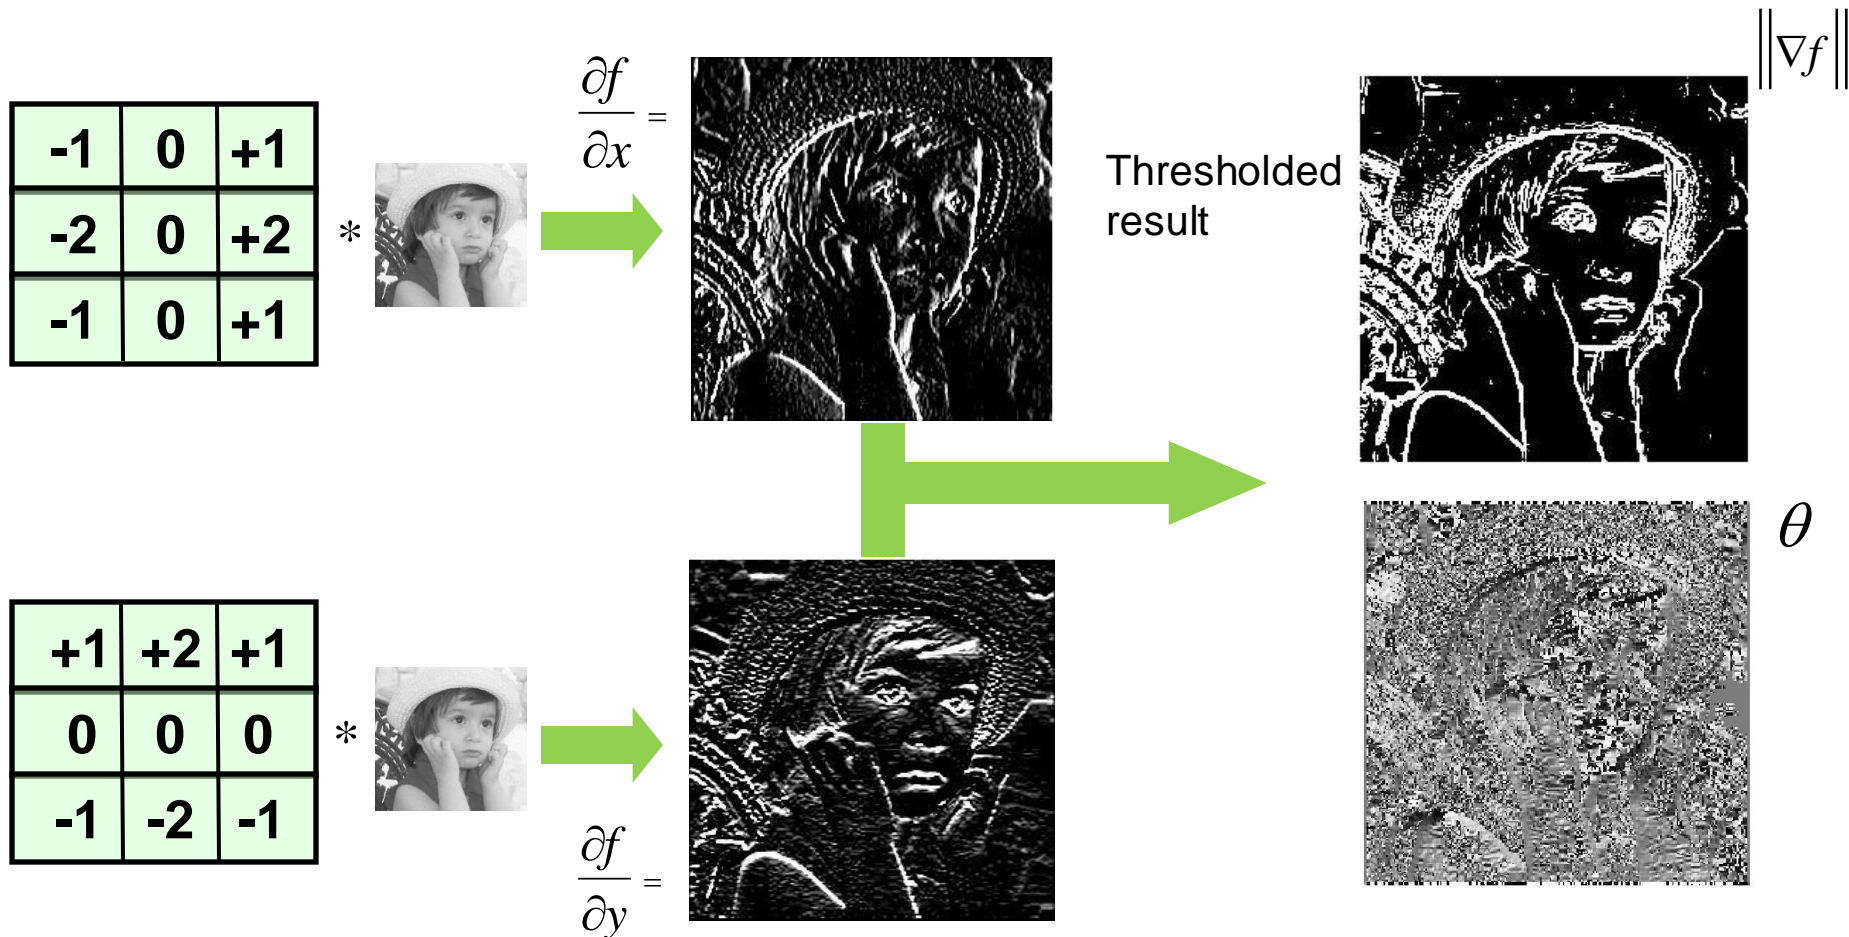 ∂f/∂x =
-1 0 +1
-2 0 +2
-1 0 +1
*
Thresholded
result
‖∇f‖
+1 +2 +1
0 0 0
-1 -2 -1
*
∂f/∂y =
θ